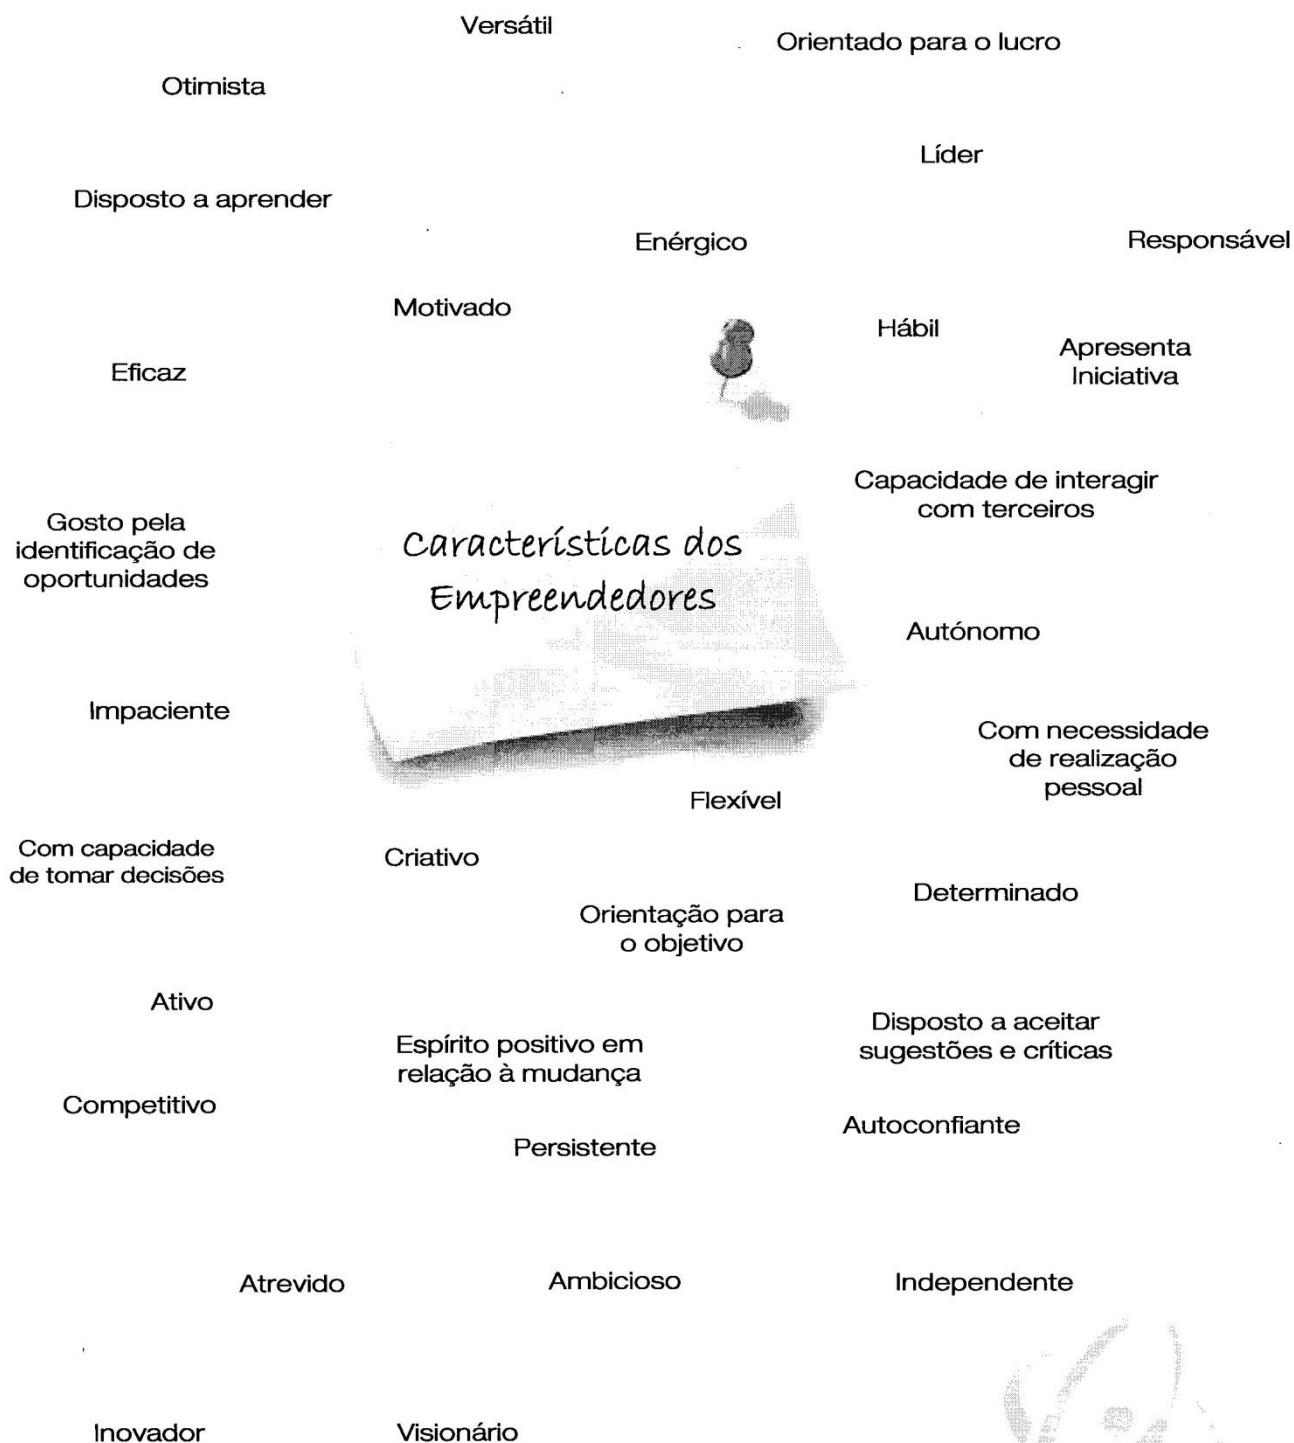 Versátil
Orientado para o lucro
Otimista
Líder
Disposto a aprender
Enérgico
Responsável
Motivado
Hábil
Apresenta
Iniciativa
Eficaz
Capacidade de interagir
com terceiros
Gosto pela
identificação de
oportunidades
Características dos
Empreendedores
Autónomo
Impaciente
Com necessidade
de realização
pessoal
Flexível
Com capacidade
de tomar decisões
Criativo
Determinado
Orientação para
o objetivo
Ativo
Disposto a aceitar
sugestões e críticas
Espírito positivo em
relação à mudança
Competitivo
Autoconfiante
Persistente
Atrevido
Ambicioso
Independente
Inovador
Visionário